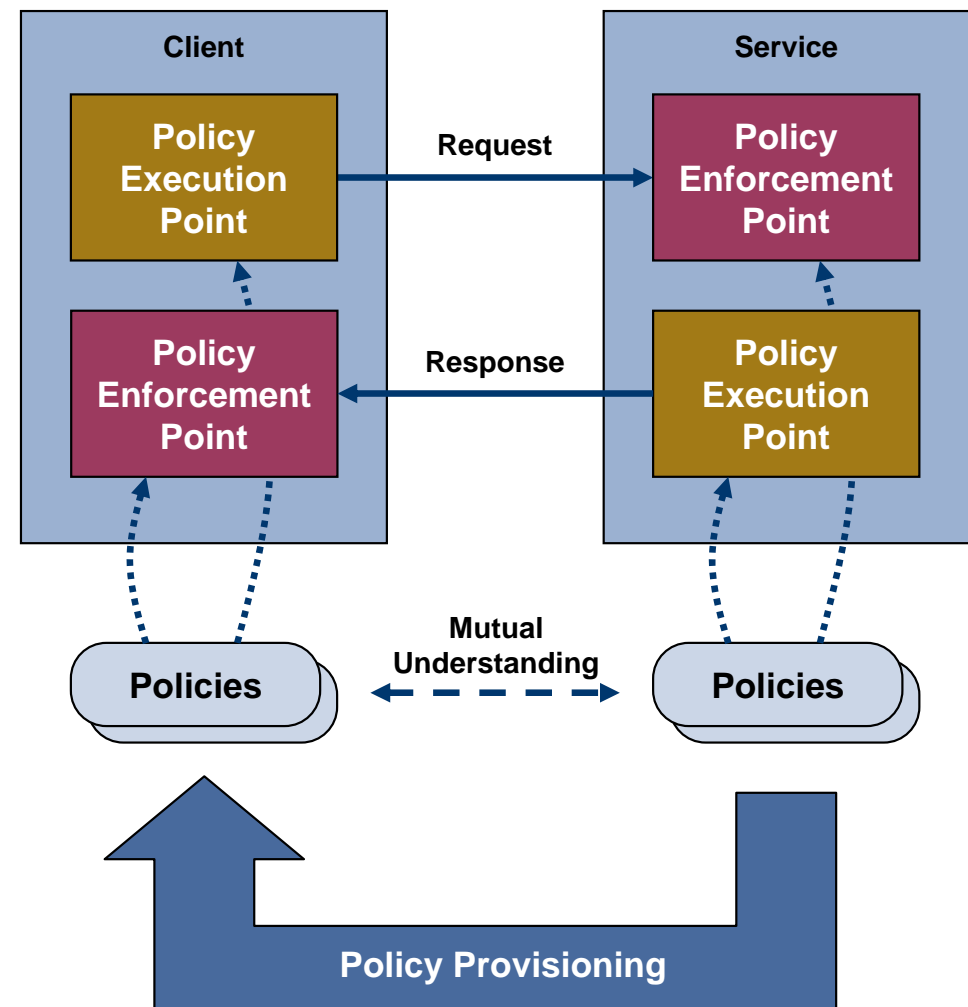 Client
Service
Policy
Execution
Point
Request
Policy
Enforcement
Point
Policy
Enforcement
Point
Response
Policy
Execution
Point
Mutual
Understanding
Policies
Policies
Policy Provisioning